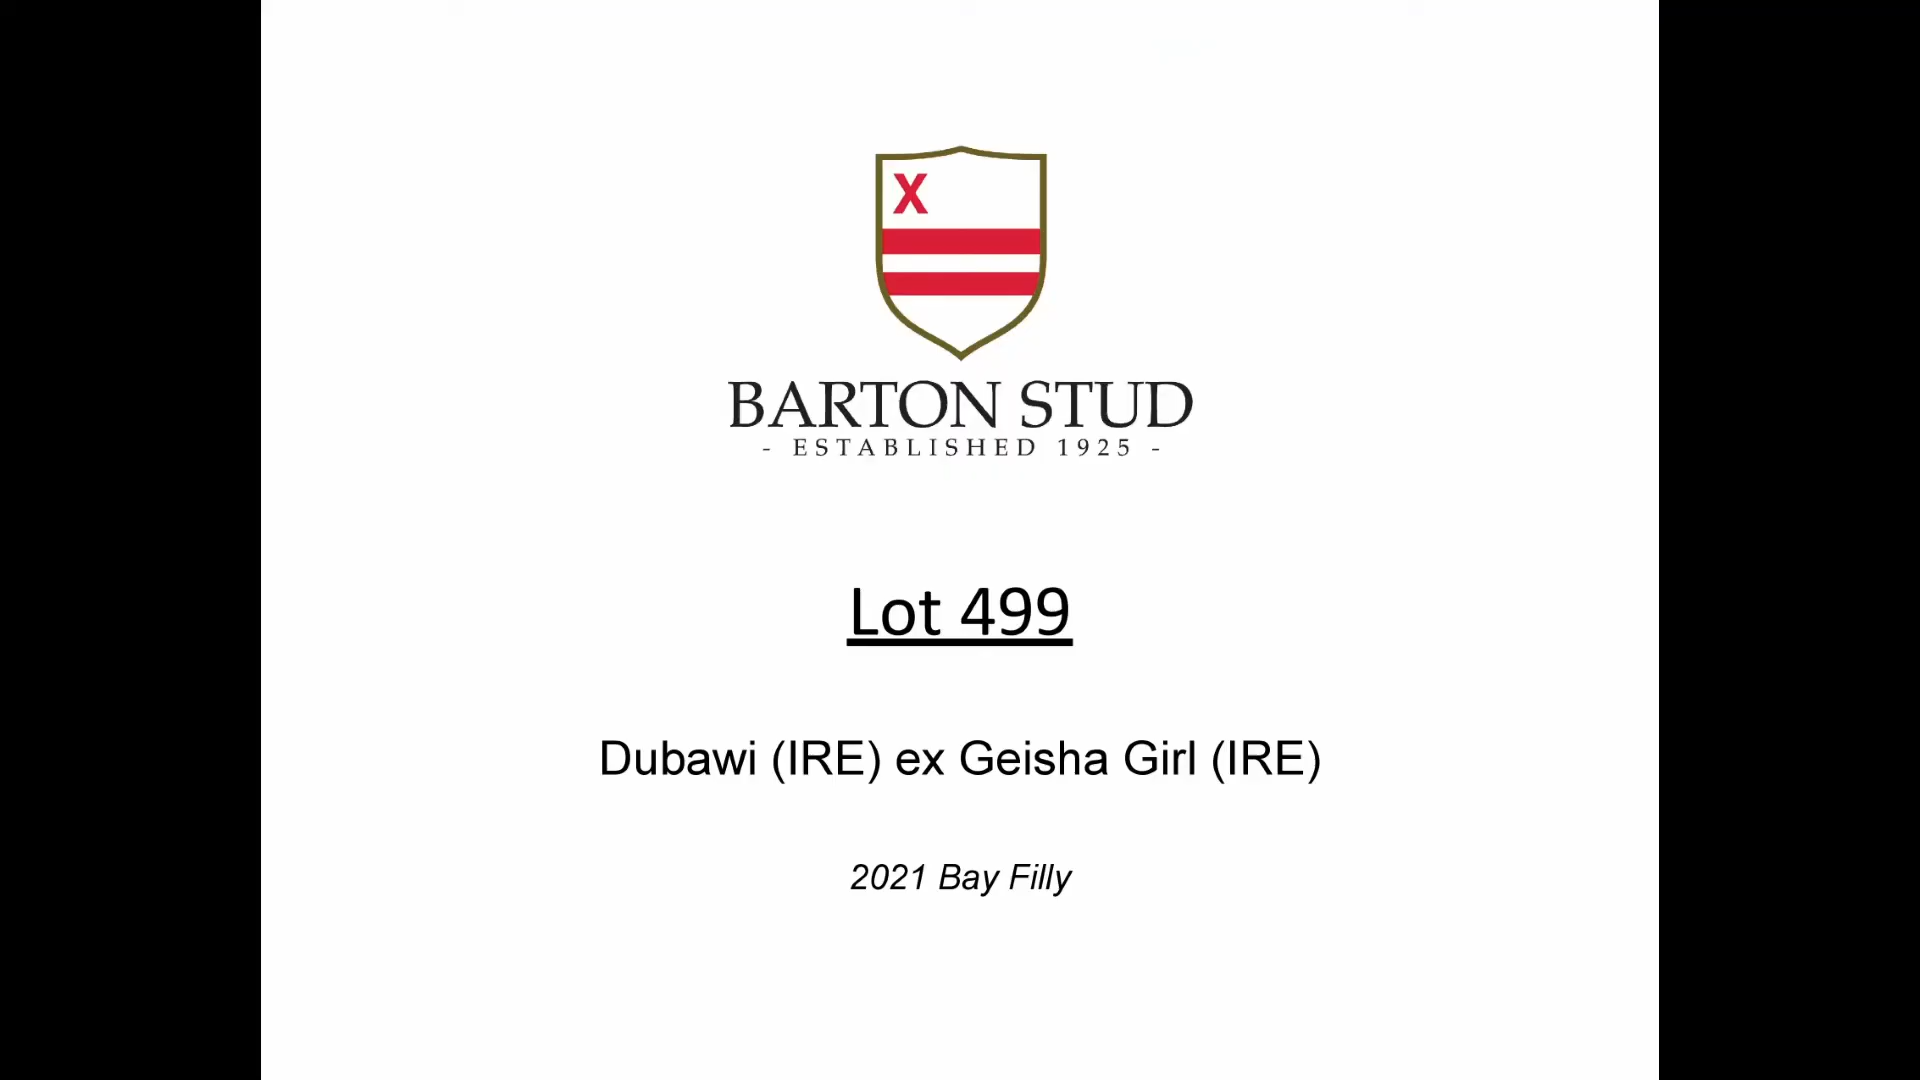 X
BARTON STUD
- ESTABLISHED 1925 -
Lot 499
Dubawi (IRE) ex Geisha Girl (IRE)
2021 Bay Filly